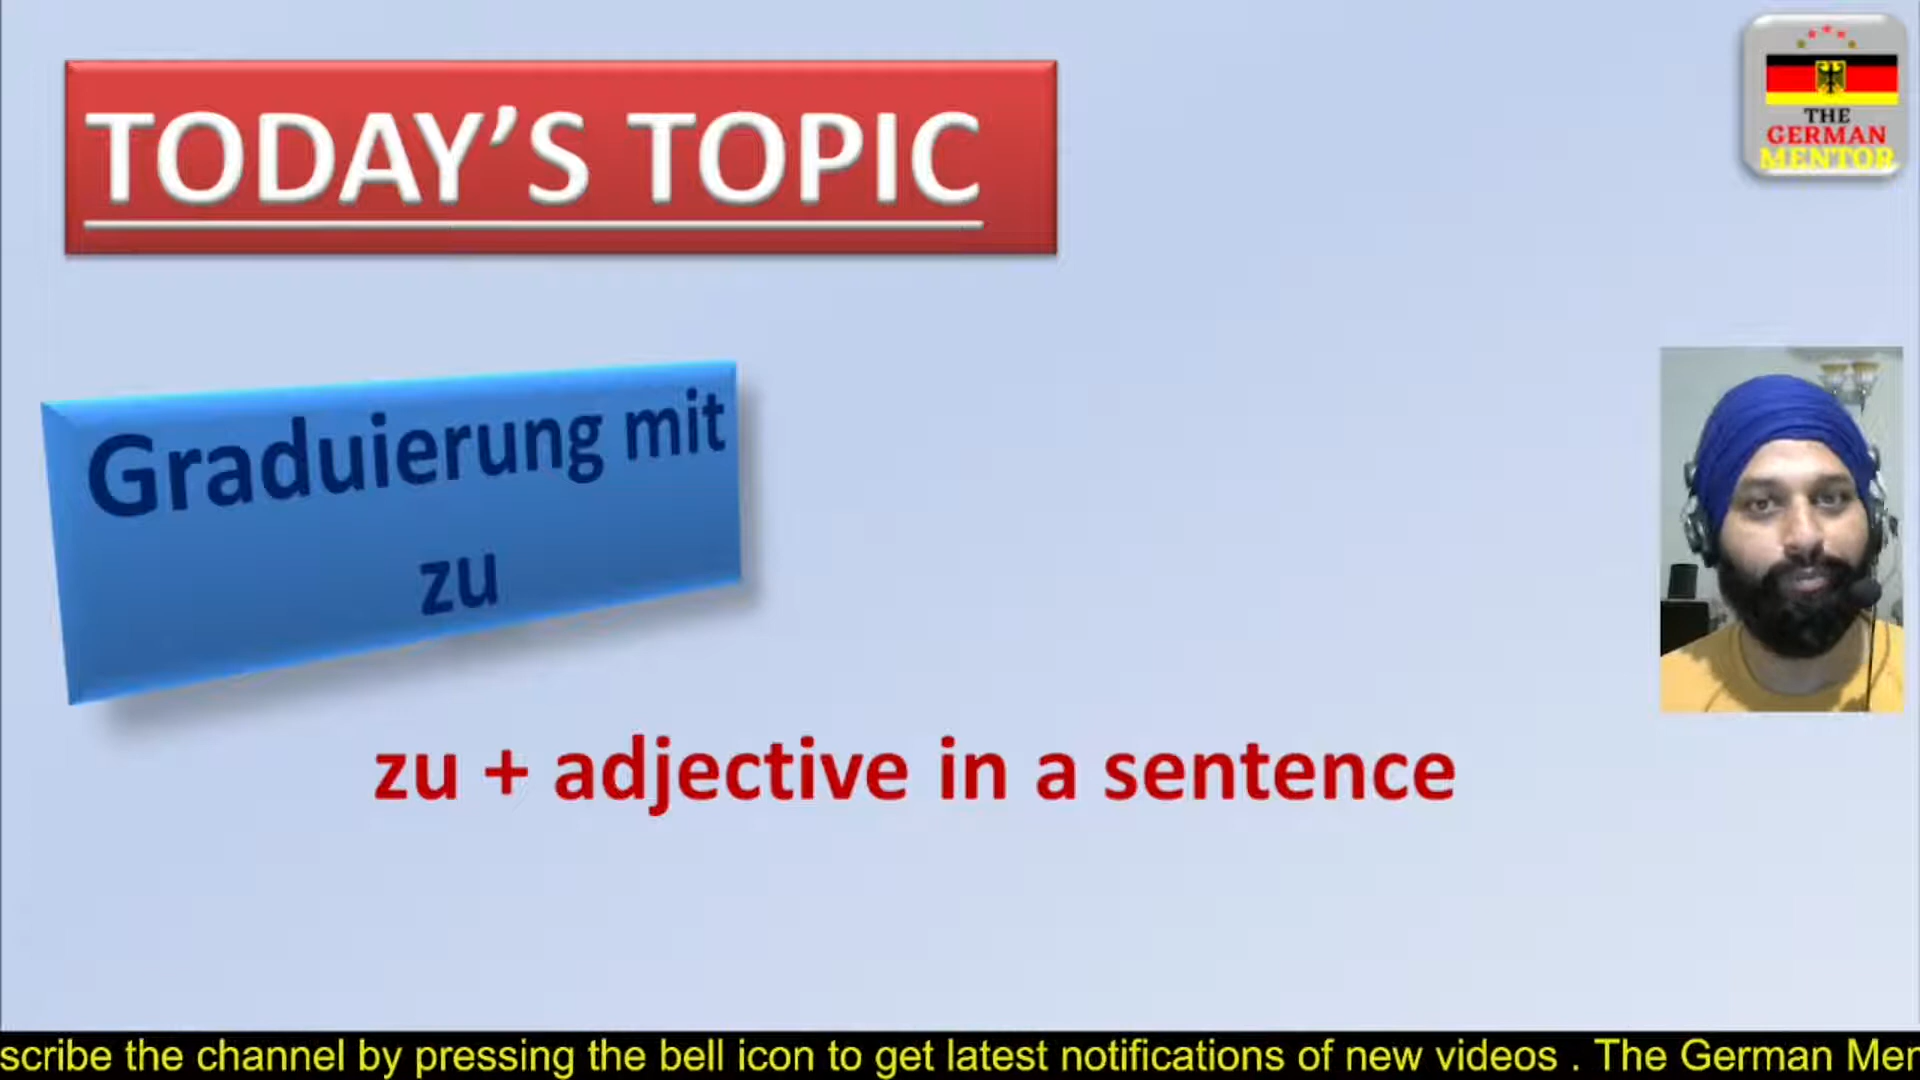 TODAY’S TOPIC
THE
GERMAN
MENTOR
Graduierung mit
zu
zu + adjective in a sentence
scribe the channel by pressing the bell icon to get latest notifications of new videos . The German Men